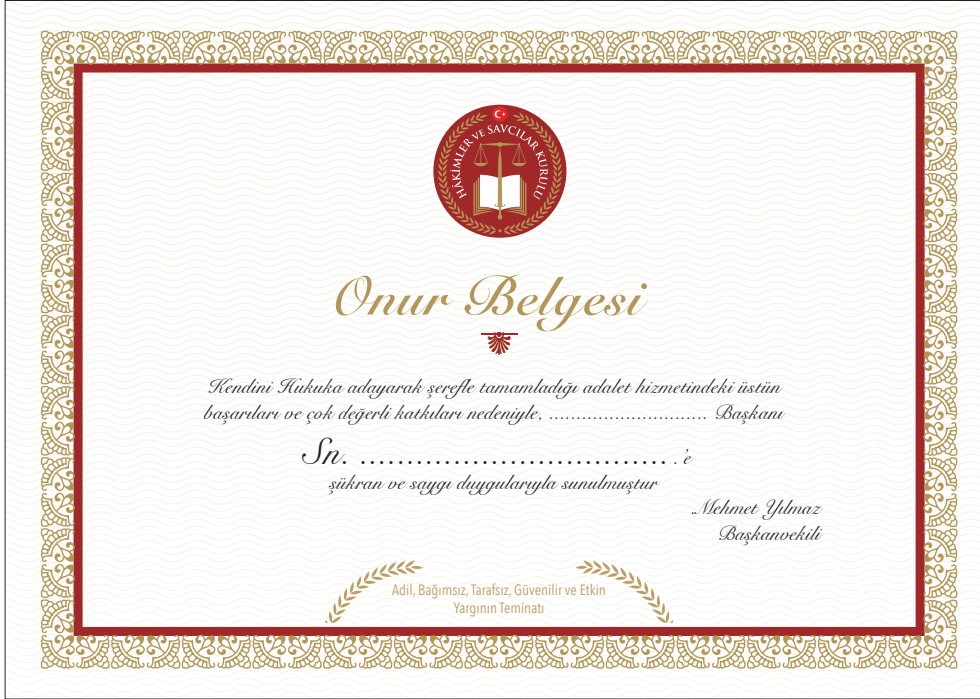 HÂKİMLER VE SAVCILAR KURULU
Onur Belgesi
Kendini Hukuka adayarak şerefle tamamladığı adalet hizmetindeki üstün
başarıları ve çok değerli katkıları nedeniyle, ............................. Başkanı
Sn. ................................. .'e
şükran ve saygı duygularıyla sunulmuştur
Mehmet Yılmaz
Başkanvekili
Adil, Bağımsız, Tarafsız, Güvenilir ve Etkin
Yargının Teminatı